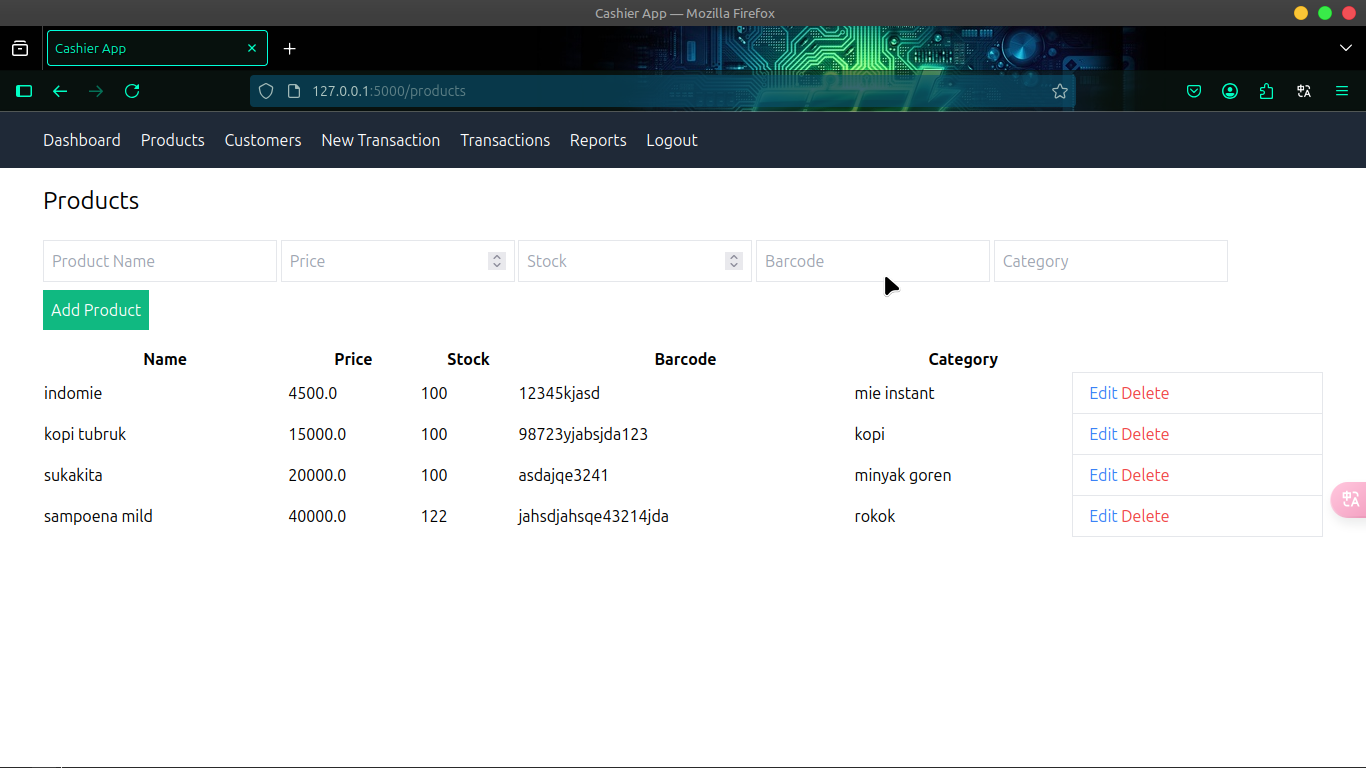 Cashier App — Mozilla Firefox
Cashier App
127.0.0.1:5000/products
Dashboard Products Customers New Transaction Transactions Reports Logout
Products
Product Name Price Stock Barcode Category
Add Product
Name Price Stock Barcode Category
indomie 4500.0 100 12345kjasd mie instant Edit Delete
kopi tubruk 15000.0 100 98723yjabsjda123 kopi Edit Delete
sukakita 20000.0 100 asdajqe3241 minyak goren Edit Delete
sampoena mild 40000.0 122 jahsdjahsqe43214jda rokok Edit Delete